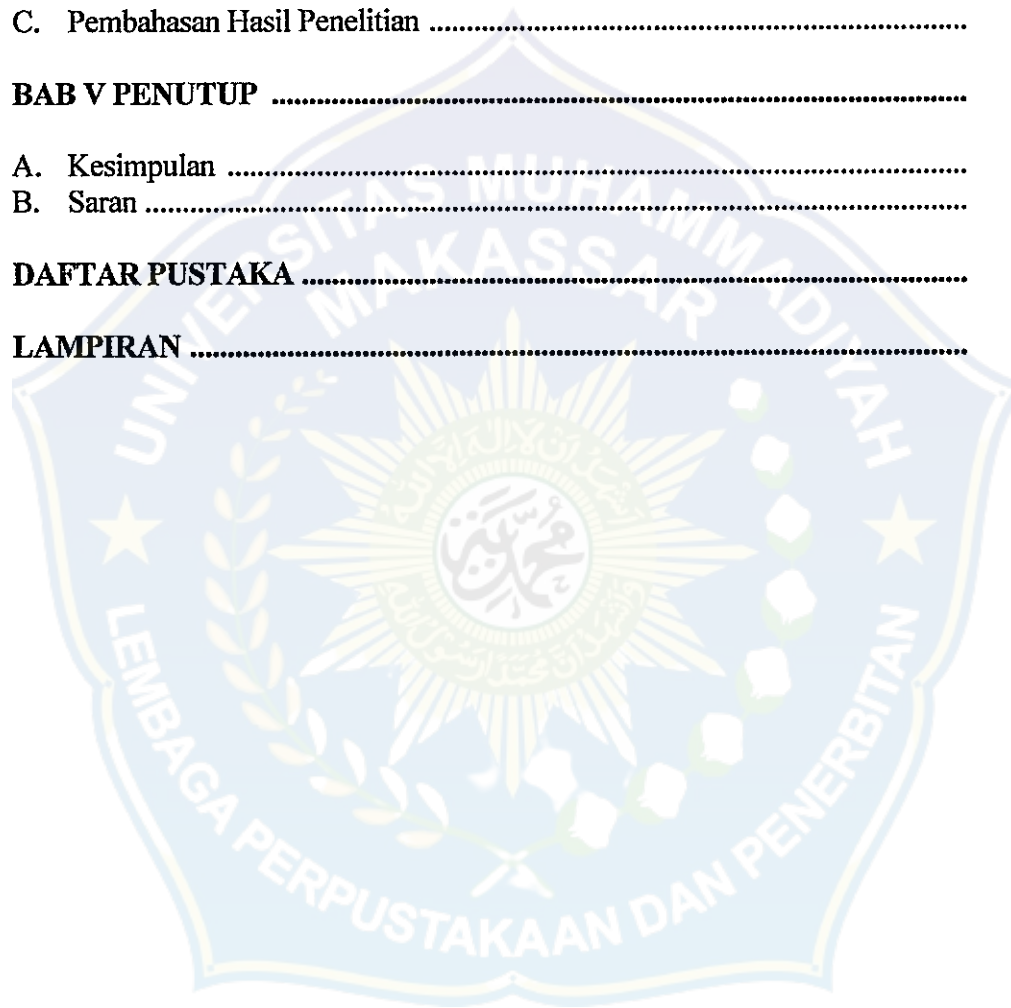 C. Pembahasan Hasil Penelitian ........................................................................
BAB V PENUTUP ............................................................................................
A. Kesimpulan ...................................................................................................
B. Saran ..............................................................................................................
DAFTAR PUSTAKA ........................................................................................
LAMPIRAN .......................................................................................................
UNIVERSITAS MUHAMMADIYAH
MAKASSAR
LEMBAGA PERPUSTAKAAN DAN PENERBITAN